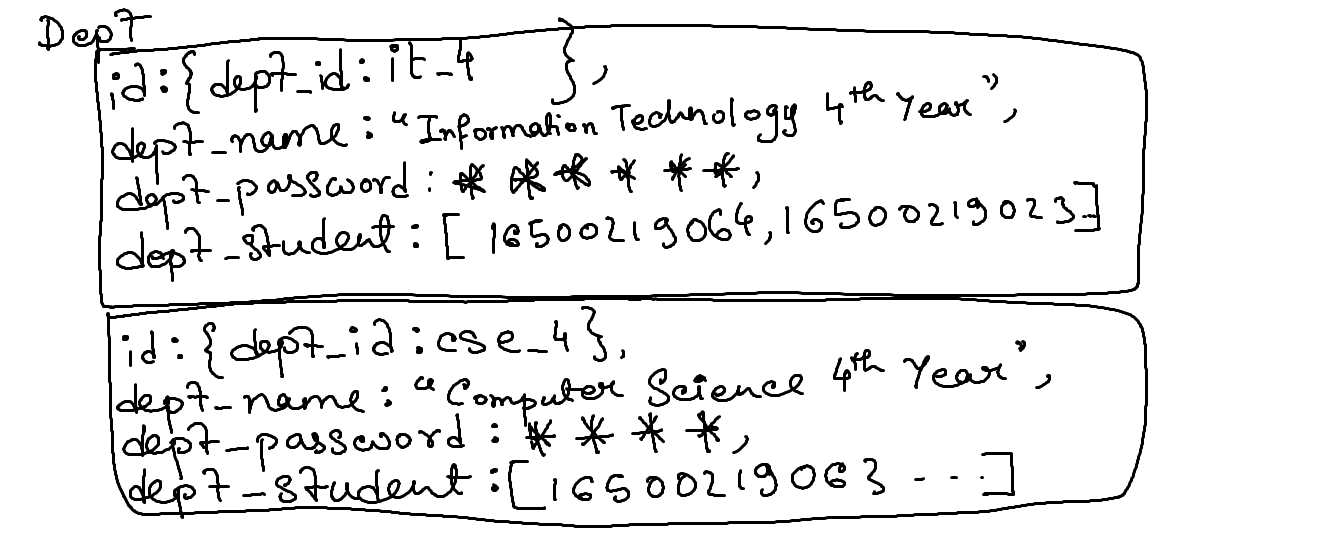 Dept
id:{dept_id:it_4 },
dept_name:"Information Technology 4th Year",
dept_password:******,
dept_student:[16500219064,16500219023]
id:{dept_id:cse_4},
dept_name:"Computer Science 4th Year",
dept_password:****,
dept_student:[16500219063---]